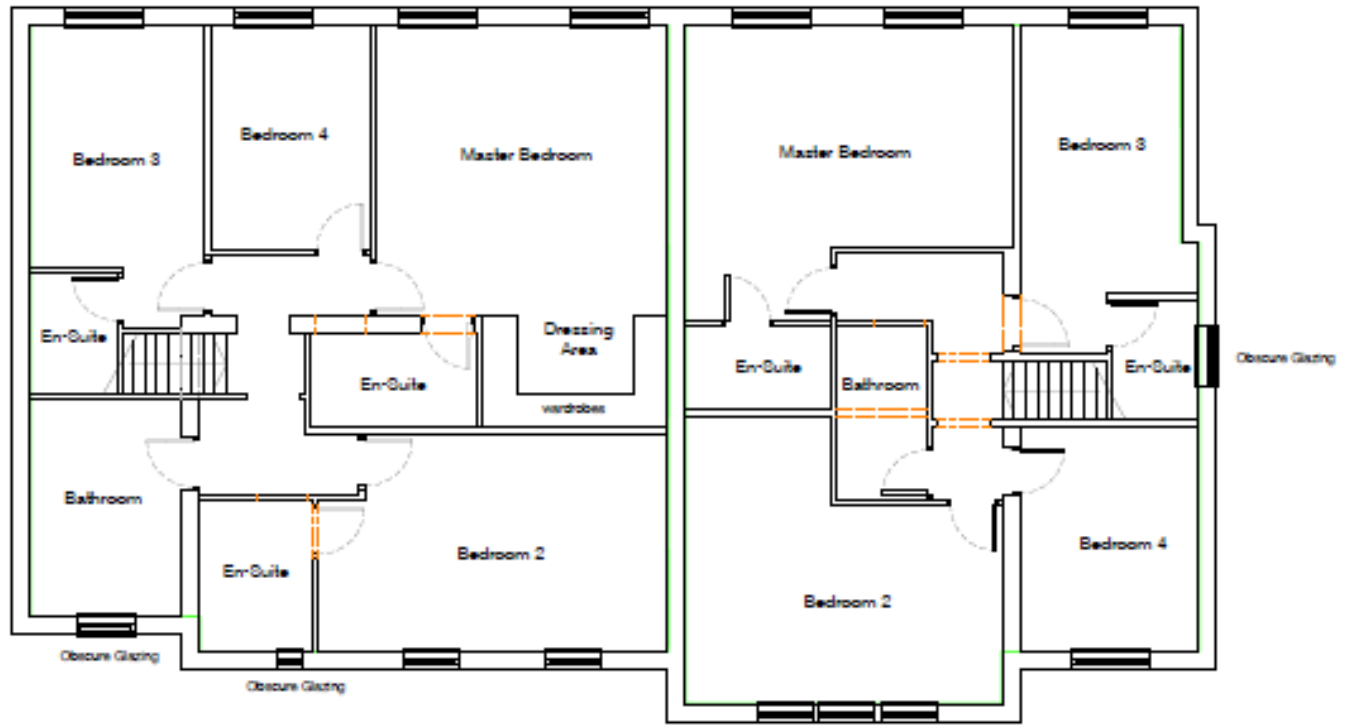 Bedroom 3
Bedroom 4
Master Bedroom
Master Bedroom
Bedroom 3
En-Suite
En-Suite
Dressing
Area
wardrobes
En-Suite
Bathroom
En-Suite
Obscure Glazing
Bathroom
En-Suite
Bedroom 2
Bedroom 2
Bedroom 4
Obscure Glazing
Obscure Glazing